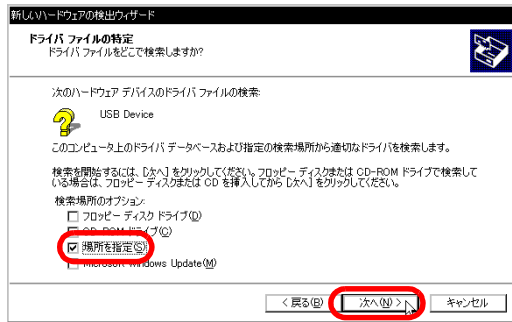 新しいハードウェアの検出ウィザード
ドライバ ファイルの特定
ドライバ ファイルをどこで検索しますか?
次のハードウェア デバイスのドライバ ファイルの検索:
USB Device
このコンピュータ上のドライバ データベースおよび指定の検索場所から適切なドライバを検索します。
検索を開始するには、[次へ] をクリックしてください。フロッピー ディスクまたは CD-ROM ドライブで検索して
いる場合は、フロッピー ディスクまたは CD を挿入してから [次へ] をクリックしてください。
検索場所のオプション:
フロッピー ディスク ドライブ(D)
CD-ROM ドライブ(C)
場所を指定(S)
Microsoft Windows Update(M)
< 戻る(B) 次へ(N) > キャンセル